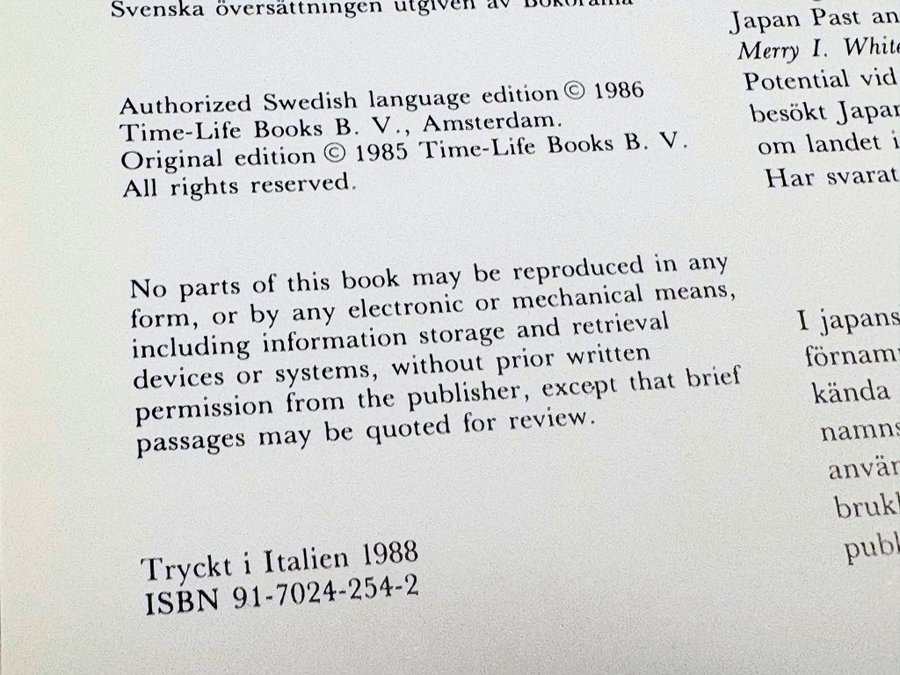 Svenska översättningen utgiven av Bokorama
Authorized Swedish language edition © 1986
Time-Life Books B. V., Amsterdam.
Original edition © 1985 Time-Life Books B. V.
All rights reserved.
No parts of this book may be reproduced in any
form, or by any electronic or mechanical means,
including information storage and retrieval
devices or systems, without prior written
permission from the publisher, except that brief
passages may be quoted for review.
Tryckt i Italien 1988
ISBN 91-7024-254-2
Japan Past an
Merry I. White
Potential vid
besökt Japan
om landet i
Har svarat
I japans
förnam
kända
namns
använ
bruk
publ